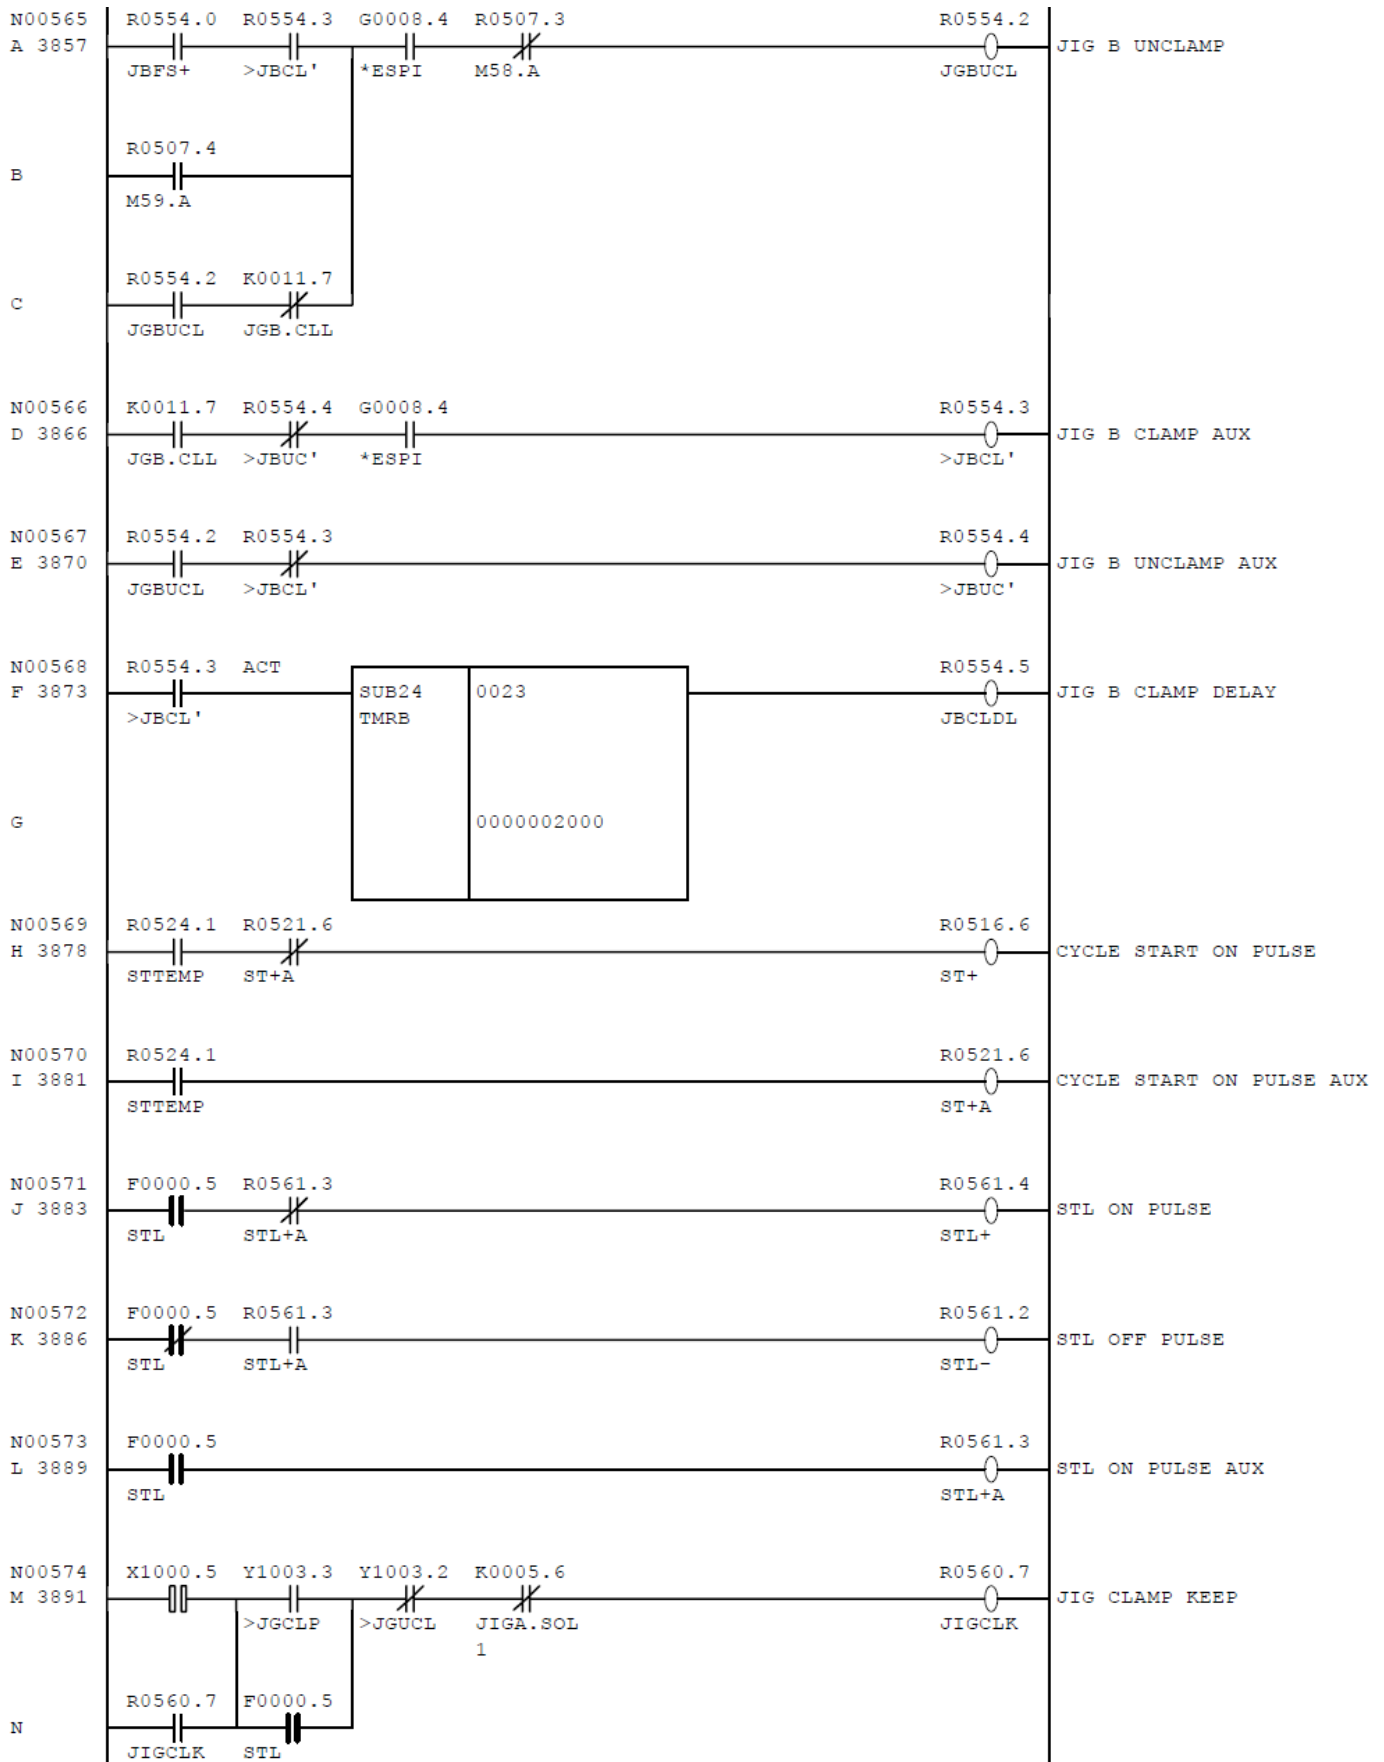 N00565 R0554.0 R0554.3 G0008.4 R0507.3 R0554.2
A 3857 JIG B UNCLAMP
JBFS+ >JBCL' *ESPI M58.A JGBUCL
R0507.4
B
M59.A
R0554.2 K0011.7
C
JGBUCL JGB.CLL
N00566 K0011.7 R0554.4 G0008.4 R0554.3
D 3866 JIG B CLAMP AUX
JGB.CLL >JBUC' *ESPI >JBCL'
N00567 R0554.2 R0554.3 R0554.4
E 3870 JIG B UNCLAMP AUX
JGBUCL >JBCL' >JBUC'
N00568 R0554.3 ACT R0554.5
F 3873 SUB24 0023 JIG B CLAMP DELAY
>JBCL' TMRB JBCLDL
G 0000002000
N00569 R0524.1 R0521.6 R0516.6
H 3878 CYCLE START ON PULSE
STTEMP ST+A ST+
N00570 R0524.1 R0521.6
I 3881 CYCLE START ON PULSE AUX
STTEMP ST+A
N00571 F0000.5 R0561.3 R0561.4
J 3883 STL ON PULSE
STL STL+A STL+
N00572 F0000.5 R0561.3 R0561.2
K 3886 STL OFF PULSE
STL STL+A STL-
N00573 F0000.5 R0561.3
L 3889 STL ON PULSE AUX
STL STL+A
N00574 X1000.5 Y1003.3 Y1003.2 K0005.6 R0560.7
M 3891 JIG CLAMP KEEP
>JGCLP >JGUCL JIGA.SOL JIGCLK
1
R0560.7 F0000.5
N
JIGCLK STL